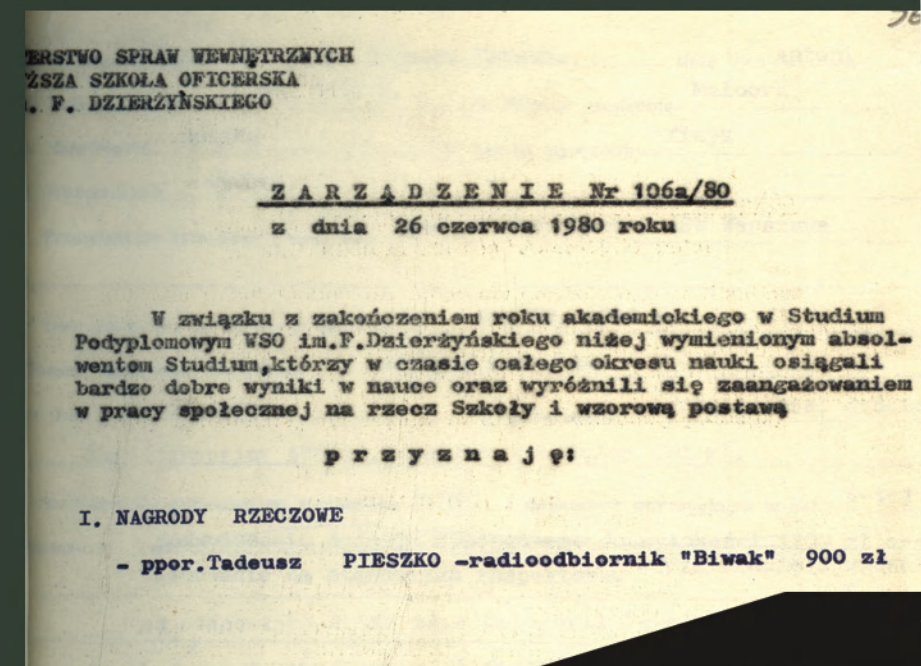 ERSTWO SPRAW WEWNĘTRZNYCH
ŻSZA SZKOŁA OFICERSKA
. F. DZIERŻYŃSKIEGO
Z A R Z Ą D Z E N I E Nr 106a/80
z dnia 26 czerwca 1980 roku
W związku z zakończeniem roku akademickiego w Studium
Podyplomowym WSO im.F.Dzierżyńskiego niżej wymienionym absol-
wentom Studium,którzy w czasie całego okresu nauki osiągali
bardzo dobre wyniki w nauce oraz wyróżnili się zaangażowaniem
w pracy społecznej na rzecz Szkoły i wzorową postawą
p r z y z n a j ę:
I. NAGRODY RZECZOWE
- ppor.Tadeusz PIESZKO -radioodbiornik "Biwak" 900 zł